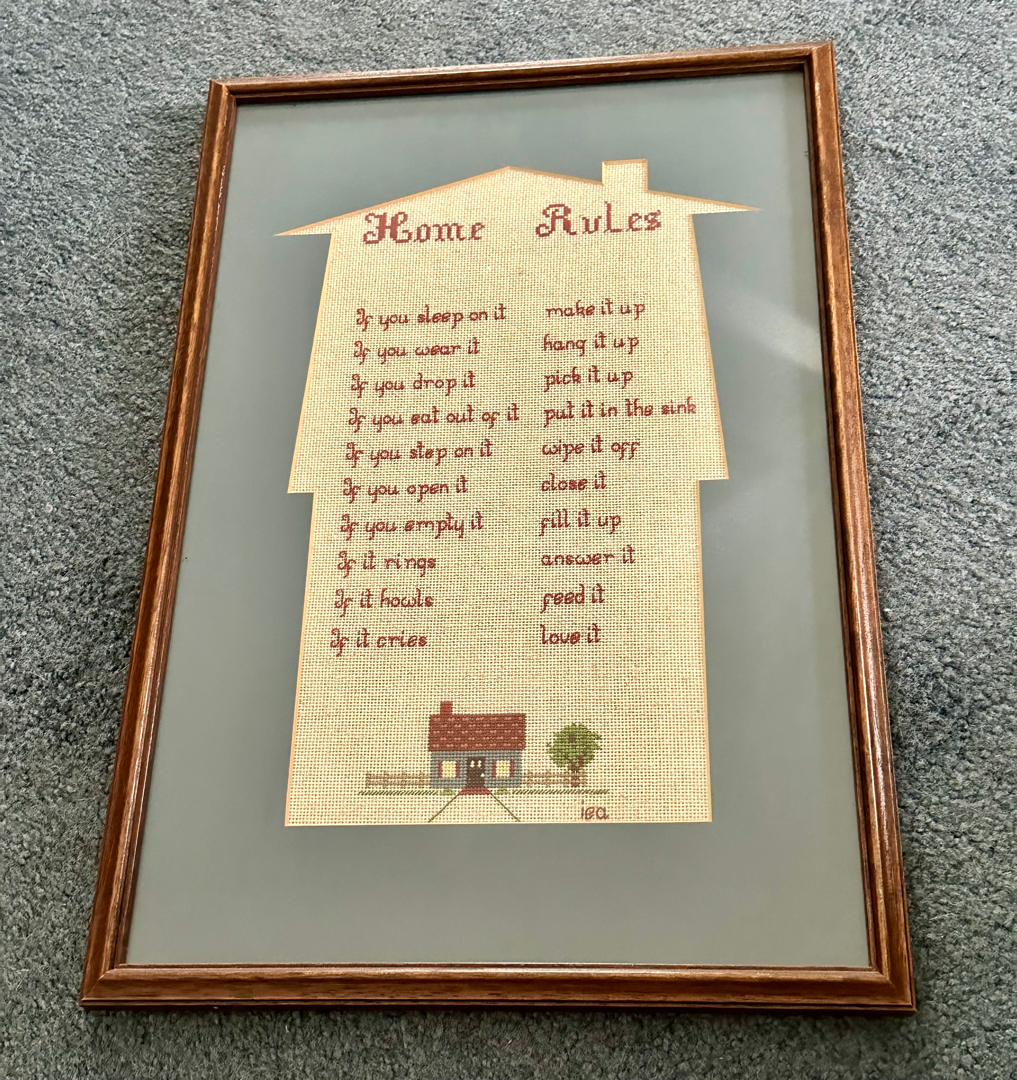 Home Rules
If you sleep on it make it up
If you wear it hang it up
If you drop it pick it up
If you eat out of it put it in the sink
If you step on it wipe it off
If you open it close it
If you empty it fill it up
If it rings answer it
If it howls feed it
If it cries love it
iea